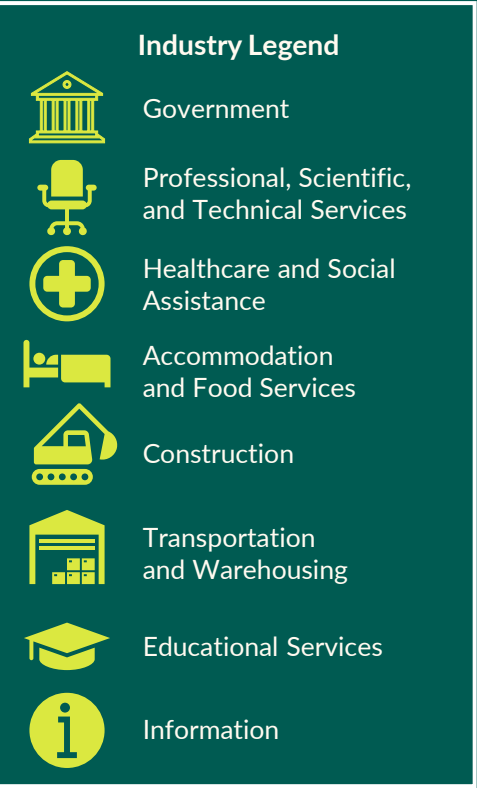 Industry Legend
Government
Professional, Scientific,
and Technical Services
Healthcare and Social
Assistance
Accommodation
and Food Services
Construction
Transportation
and Warehousing
Educational Services
i
Information